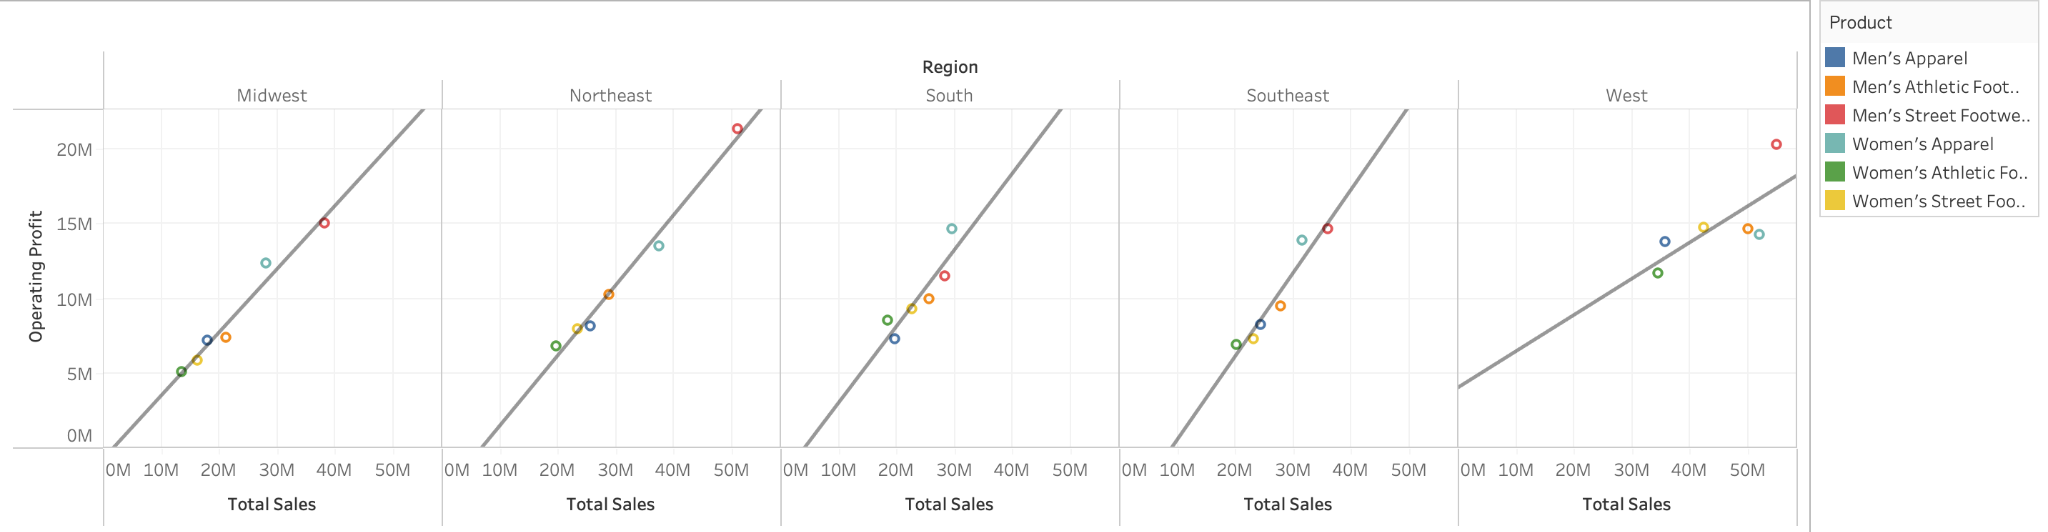 Region
Midwest Northeast South Southeast West
Operating Profit
20M
15M
10M
5M
0M
0M 10M 20M 30M 40M 50M 0M 10M 20M 30M 40M 50M 0M 10M 20M 30M 40M 50M 0M 10M 20M 30M 40M 50M 0M 10M 20M 30M 40M 50M
Total Sales Total Sales Total Sales Total Sales Total Sales
Product
Men's Apparel
Men's Athletic Foot..
Men's Street Footwe..
Women's Apparel
Women's Athletic Fo..
Women's Street Foo..